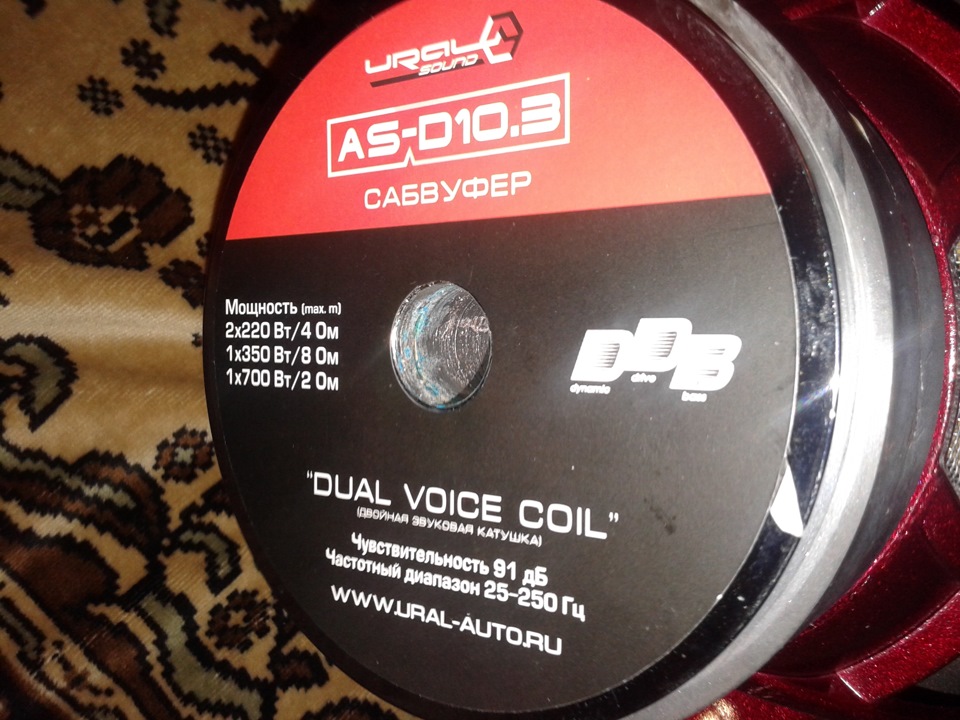 URAL
SOUND
AS-D10.3
САБВУФЕР
Мощность (max. m)
2x220 Вт/4 Ом
1x350 Вт/8 Ом
1x700 Вт/2 Ом
DDB
dynamic drive bass
"DUAL VOICE COIL"
(ДВОЙНАЯ ЗВУКОВАЯ КАТУШКА)
Чувствительность 91 дБ
Частотный диапазон 25-250 Гц
WWW.URAL-AUTO.RU